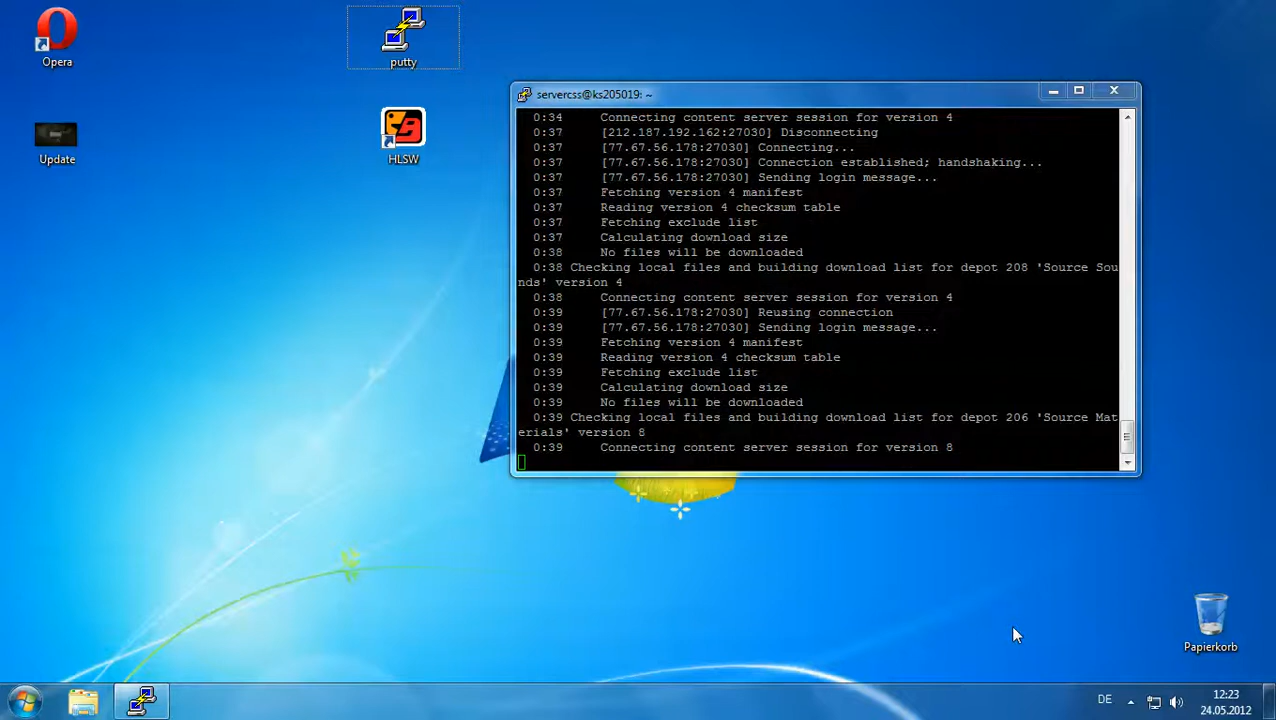 Opera
putty
Update
HLSW
servercss@ks205019: ~
0:34 Connecting content server session for version 4
0:37 [212.187.192.162:27030] Disconnecting
0:37 [77.67.56.178:27030] Connecting...
0:37 [77.67.56.178:27030] Connection established; handshaking...
0:37 [77.67.56.178:27030] Sending login message...
0:37 Fetching version 4 manifest
0:37 Reading version 4 checksum table
0:37 Fetching exclude list
0:37 Calculating download size
0:38 No files will be downloaded
0:38 Checking local files and building download list for depot 208 'Source Sou
nds' version 4
0:38 Connecting content server session for version 4
0:39 [77.67.56.178:27030] Reusing connection
0:39 [77.67.56.178:27030] Sending login message...
0:39 Fetching version 4 manifest
0:39 Reading version 4 checksum table
0:39 Fetching exclude list
0:39 Calculating download size
0:39 No files will be downloaded
0:39 Checking local files and building download list for depot 206 'Source Mat
erials' version 8
0:39 Connecting content server session for version 8
Papierkorb
DE
12:23
24.05.2012